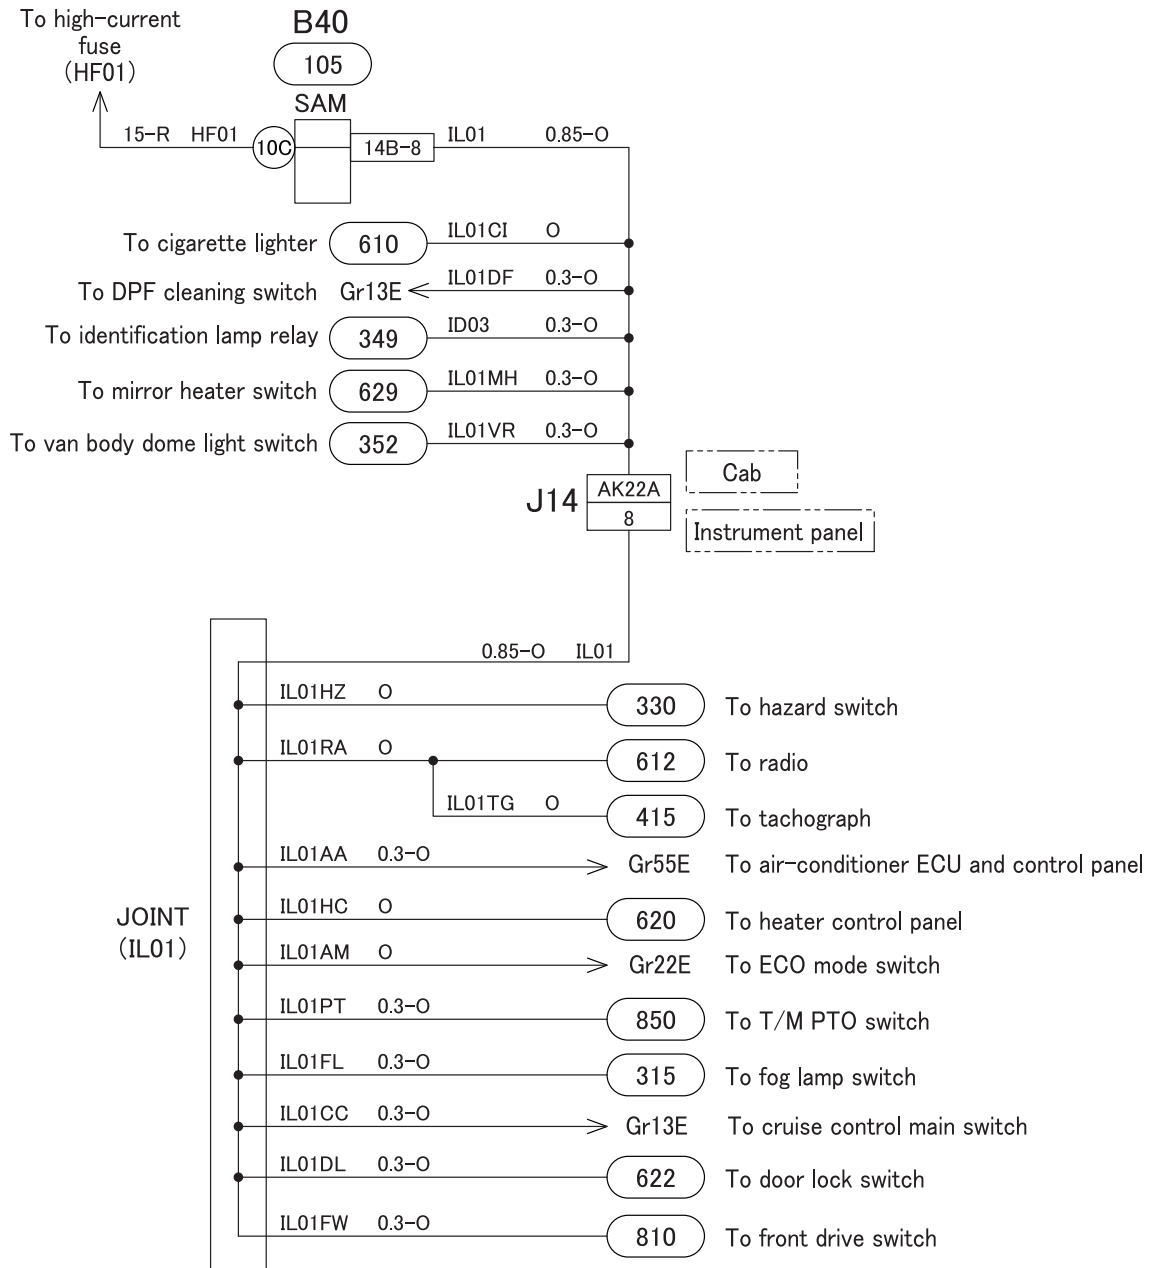 To high-current
fuse
(HF01)
B40
105
SAM
15-R HF01
10C
14B-8
IL01 0.85-O
To cigarette lighter 610 IL01CI O
To DPF cleaning switch Gr13E IL01DF 0.3-O
To identification lamp relay 349 ID03 0.3-O
To mirror heater switch 629 IL01MH 0.3-O
To van body dome light switch 352 IL01VR 0.3-O
J14
AK22A
8
Cab
Instrument panel
0.85-O IL01
JOINT
(IL01)
IL01HZ O 330 To hazard switch
IL01RA O 612 To radio
IL01TG O 415 To tachograph
IL01AA 0.3-O Gr55E To air-conditioner ECU and control panel
IL01HC O 620 To heater control panel
IL01AM O Gr22E To ECO mode switch
IL01PT 0.3-O 850 To T/M PTO switch
IL01FL 0.3-O 315 To fog lamp switch
IL01CC 0.3-O Gr13E To cruise control main switch
IL01DL 0.3-O 622 To door lock switch
IL01FW 0.3-O 810 To front drive switch